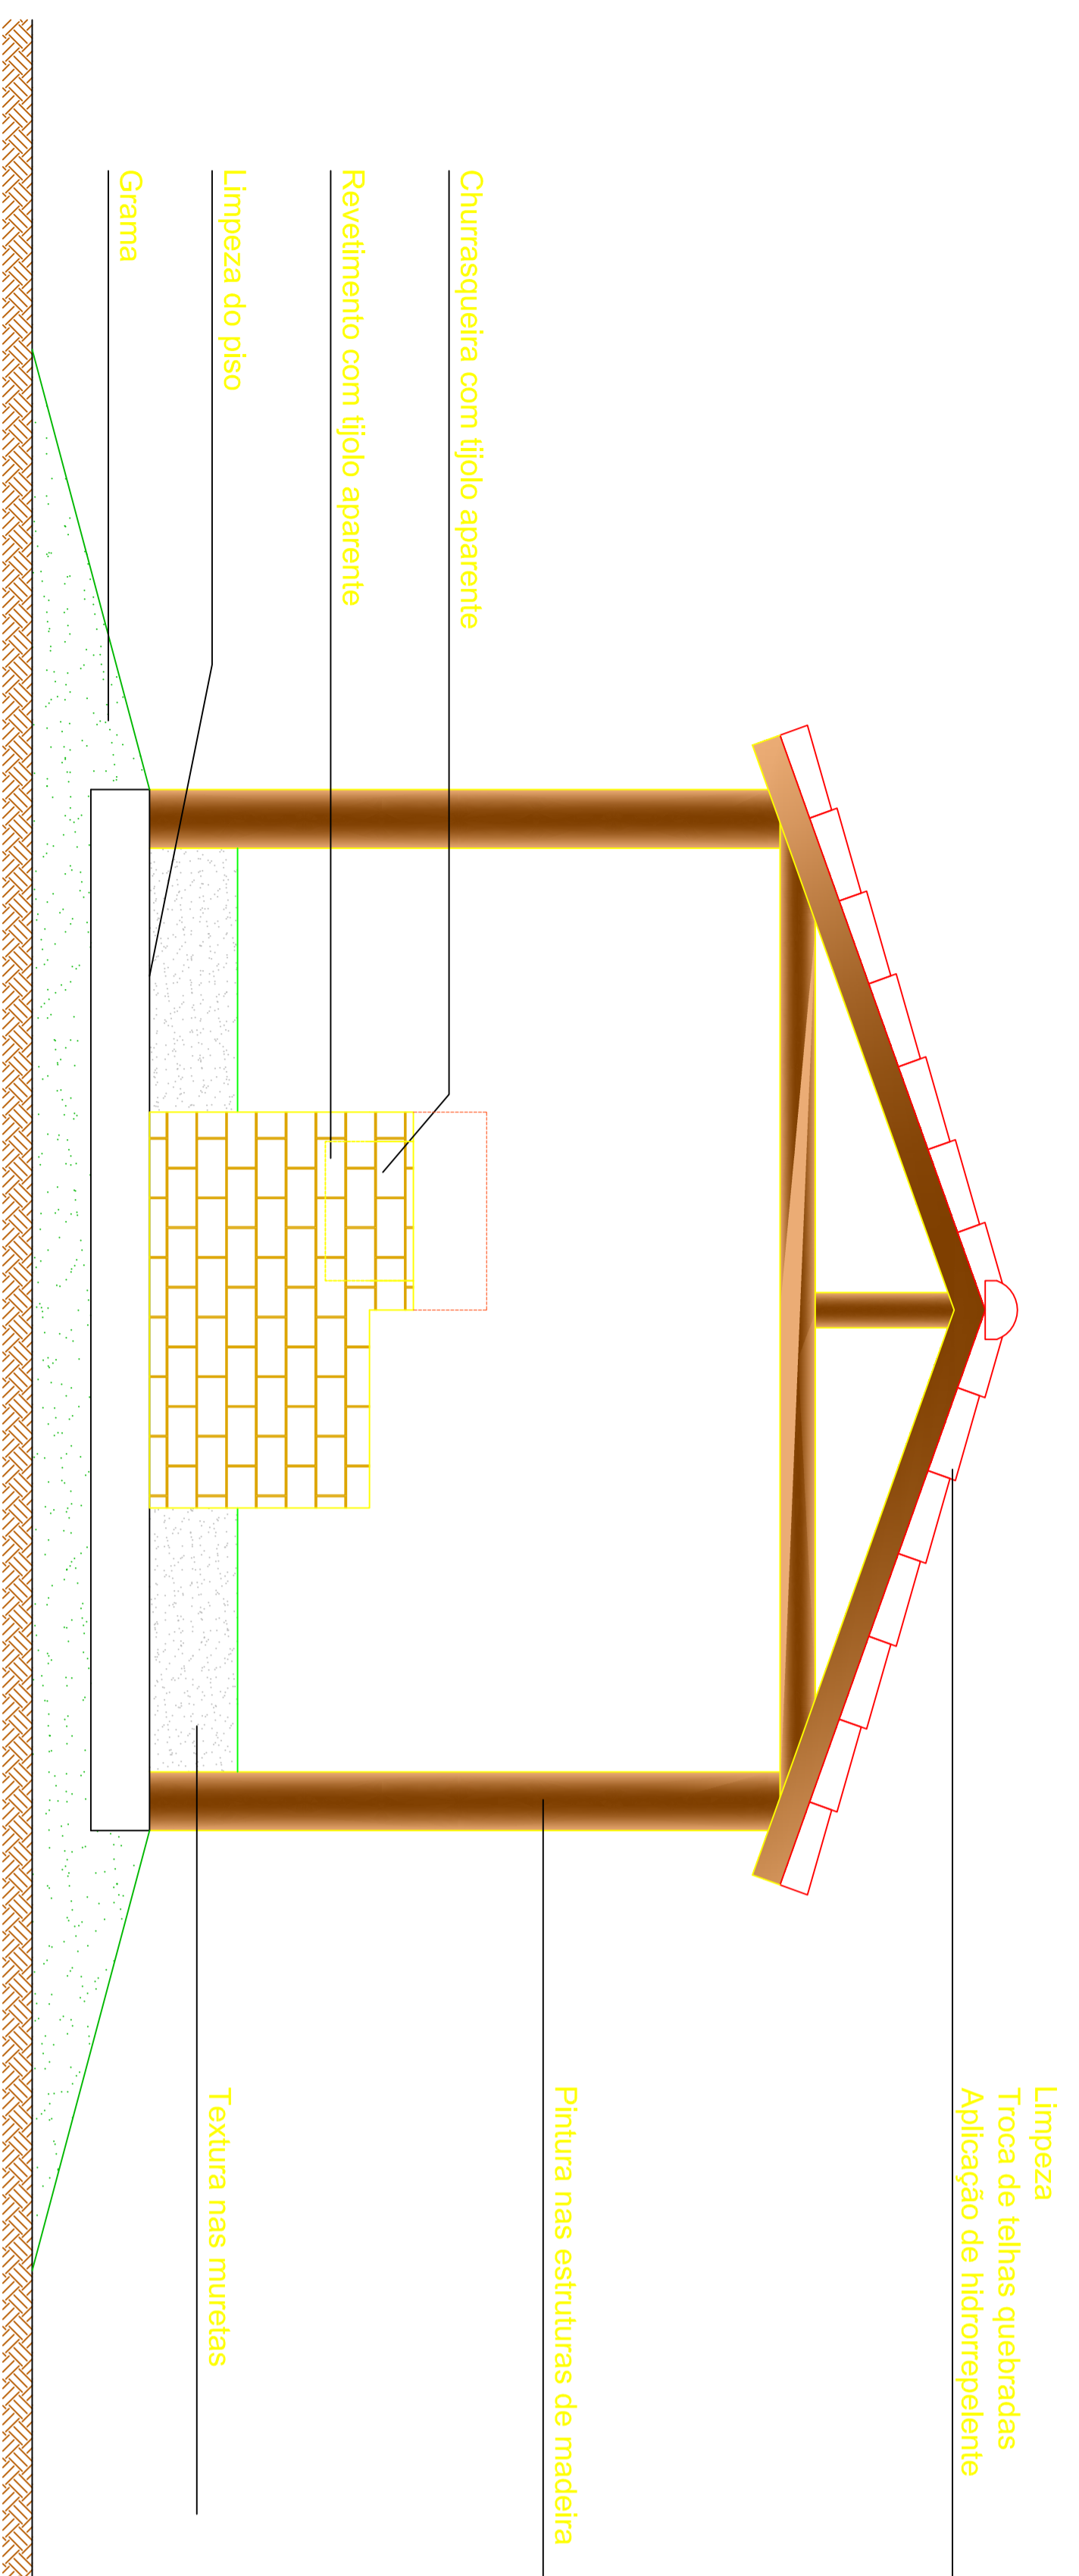 Limpeza
Troca de telhas quebradas
Aplicação de hidrorrepelente
Pintura nas estruturas de madeira
Churrasqueira com tijolo aparente
Revetimento com tijolo aparente
Limpeza do piso
Textura nas muretas
Grama